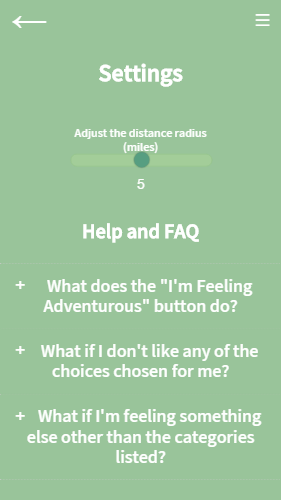 Settings
Adjust the distance radius
(miles)
5
Help and FAQ
+ What does the "I'm Feeling
Adventurous" button do?
+ What if I don't like any of the
choices chosen for me?
+ What if I'm feeling something
else other than the categories
listed?